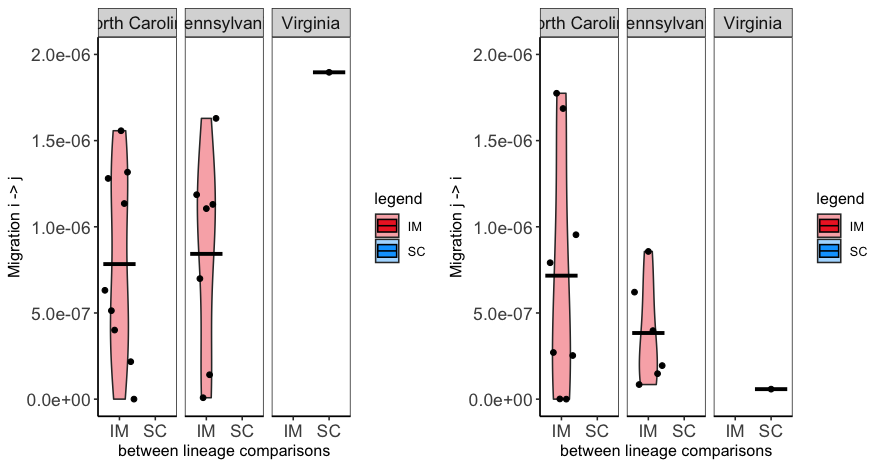 orth Carolin ennsylvan Virginia
2.0e-06
1.5e-06
1.0e-06
5.0e-07
0.0e+00
Migration i -> j
IM SC IM SC IM SC
between lineage comparisons
legend
IM
SC
orth Carolin ennsylvan Virginia
2.0e-06
1.5e-06
1.0e-06
5.0e-07
0.0e+00
Migration j -> i
IM SC IM SC IM SC
between lineage comparisons
legend
IM
SC